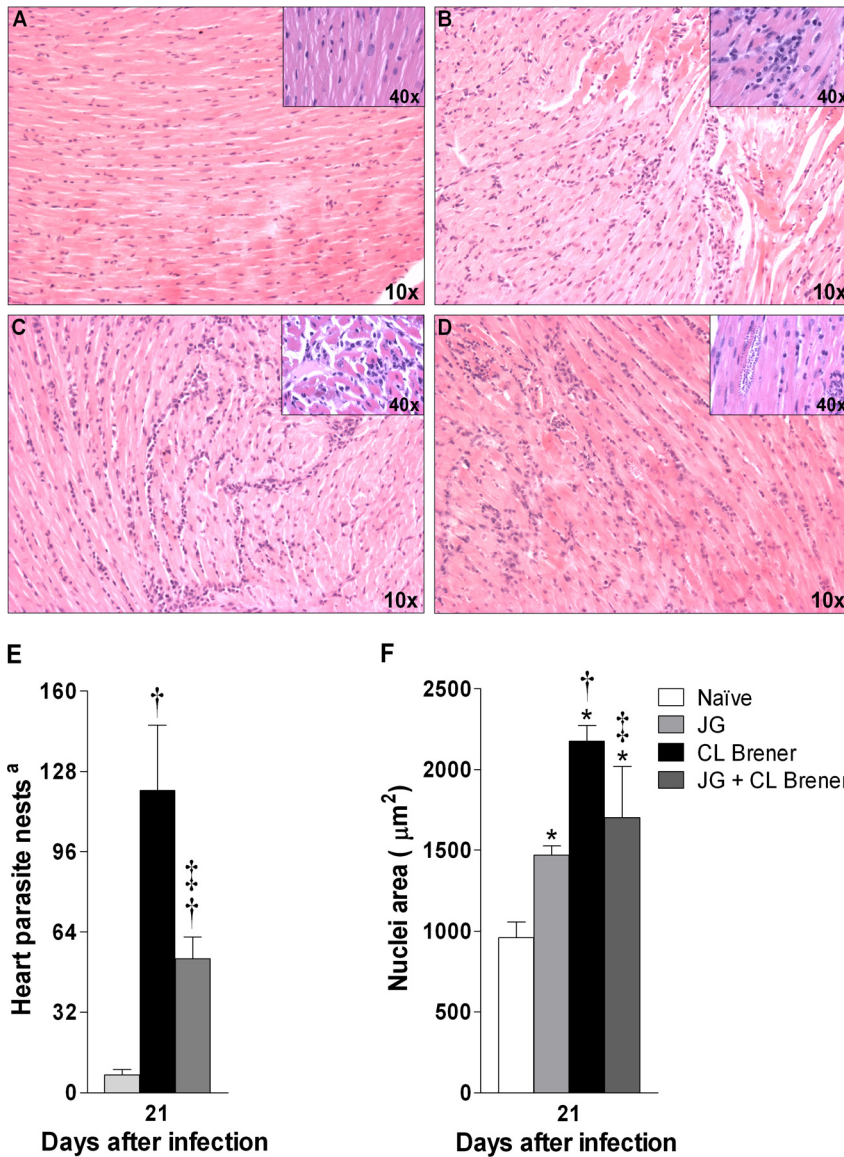 A
40x
10x
B
40x
10x
C
40x
10x
D
40x
10x
E
160
128
96
64
32
0
Heart parasite nests a
†
‡
†
21
Days after infection
F
2500
2000
1500
1000
500
0
Nuclei area ( μm2)
*
†
*
‡
*
21
Days after infection
Naïve
JG
CL Brener
JG + CL Brener